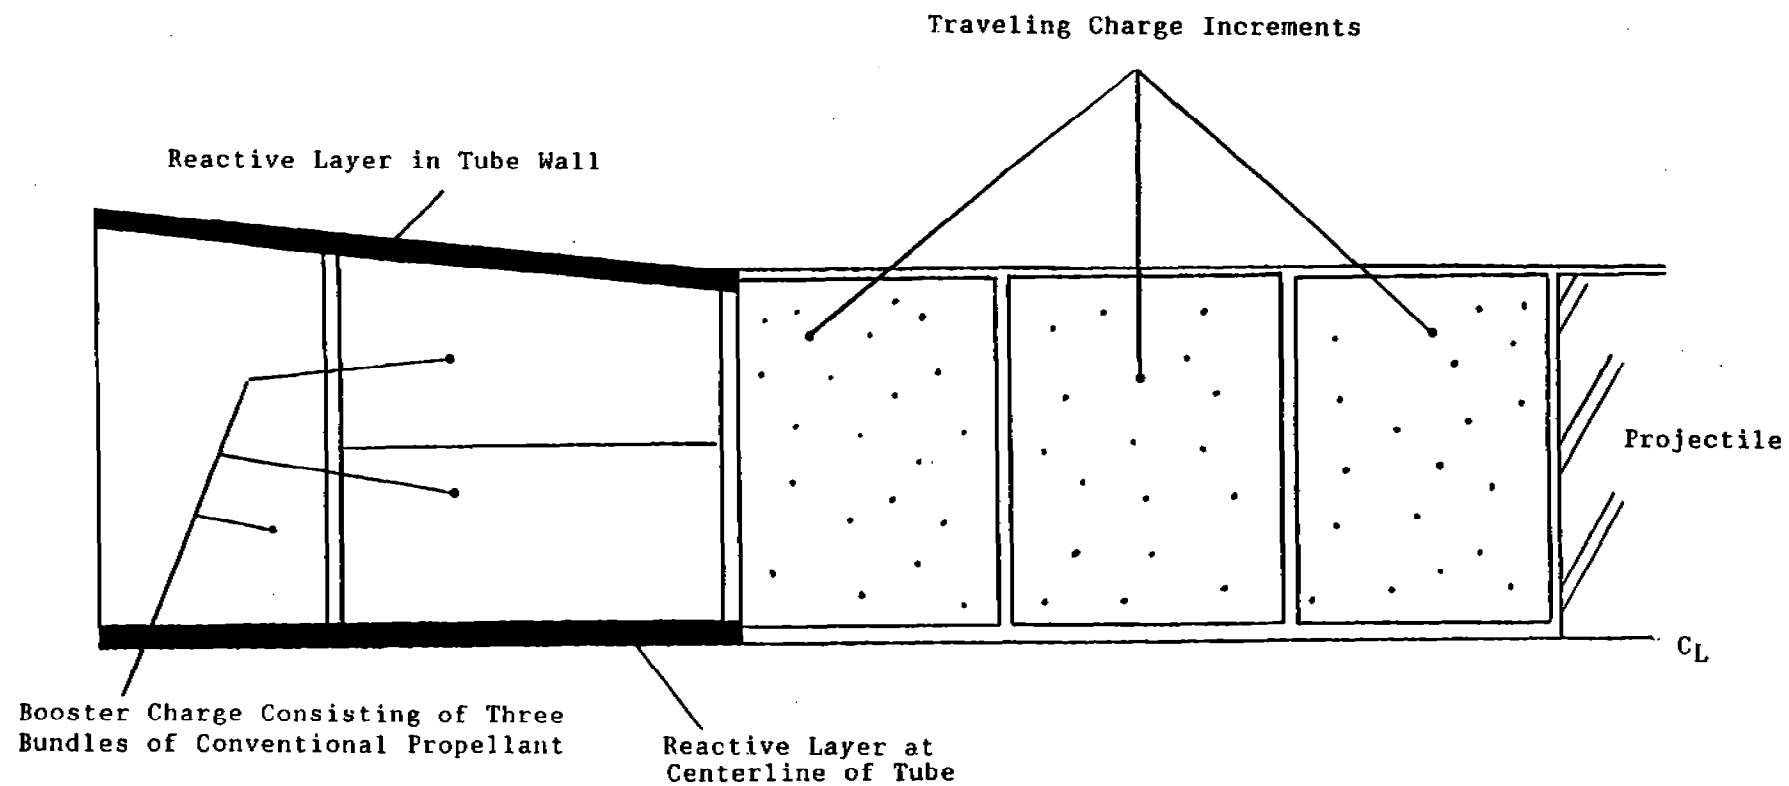 Traveling Charge Increments
Reactive Layer in Tube Wall
Projectile
CL
Booster Charge Consisting of Three
Bundles of Conventional Propellant
Reactive Layer at
Centerline of Tube